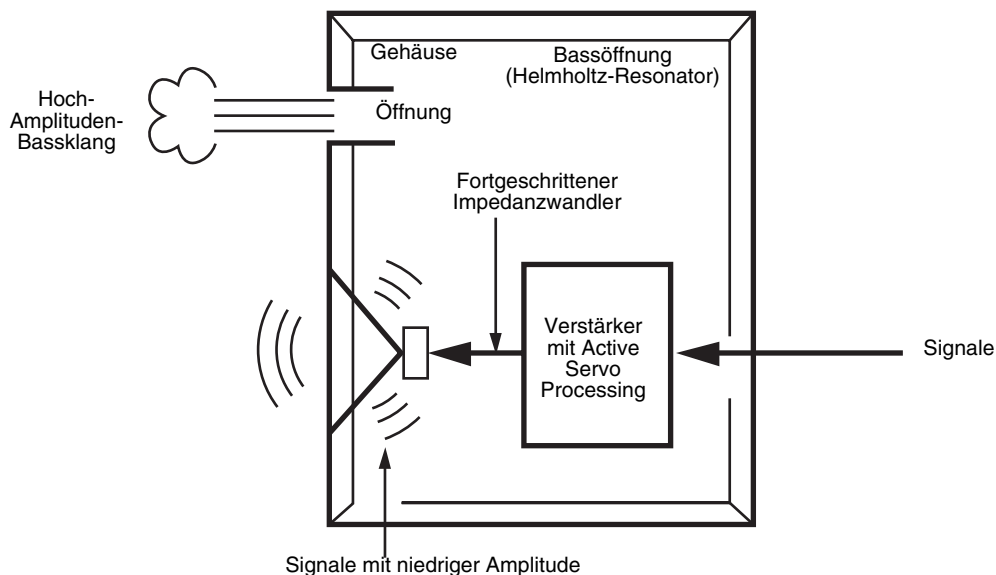 Gehäuse
Bassöffnung
(Helmholtz-Resonator)
Hoch-
Amplituden-
Bassklang
Öffnung
Fortgeschrittener
Impedanzwandler
Verstärker
mit Active
Servo
Processing
Signale
Signale mit niedriger Amplitude